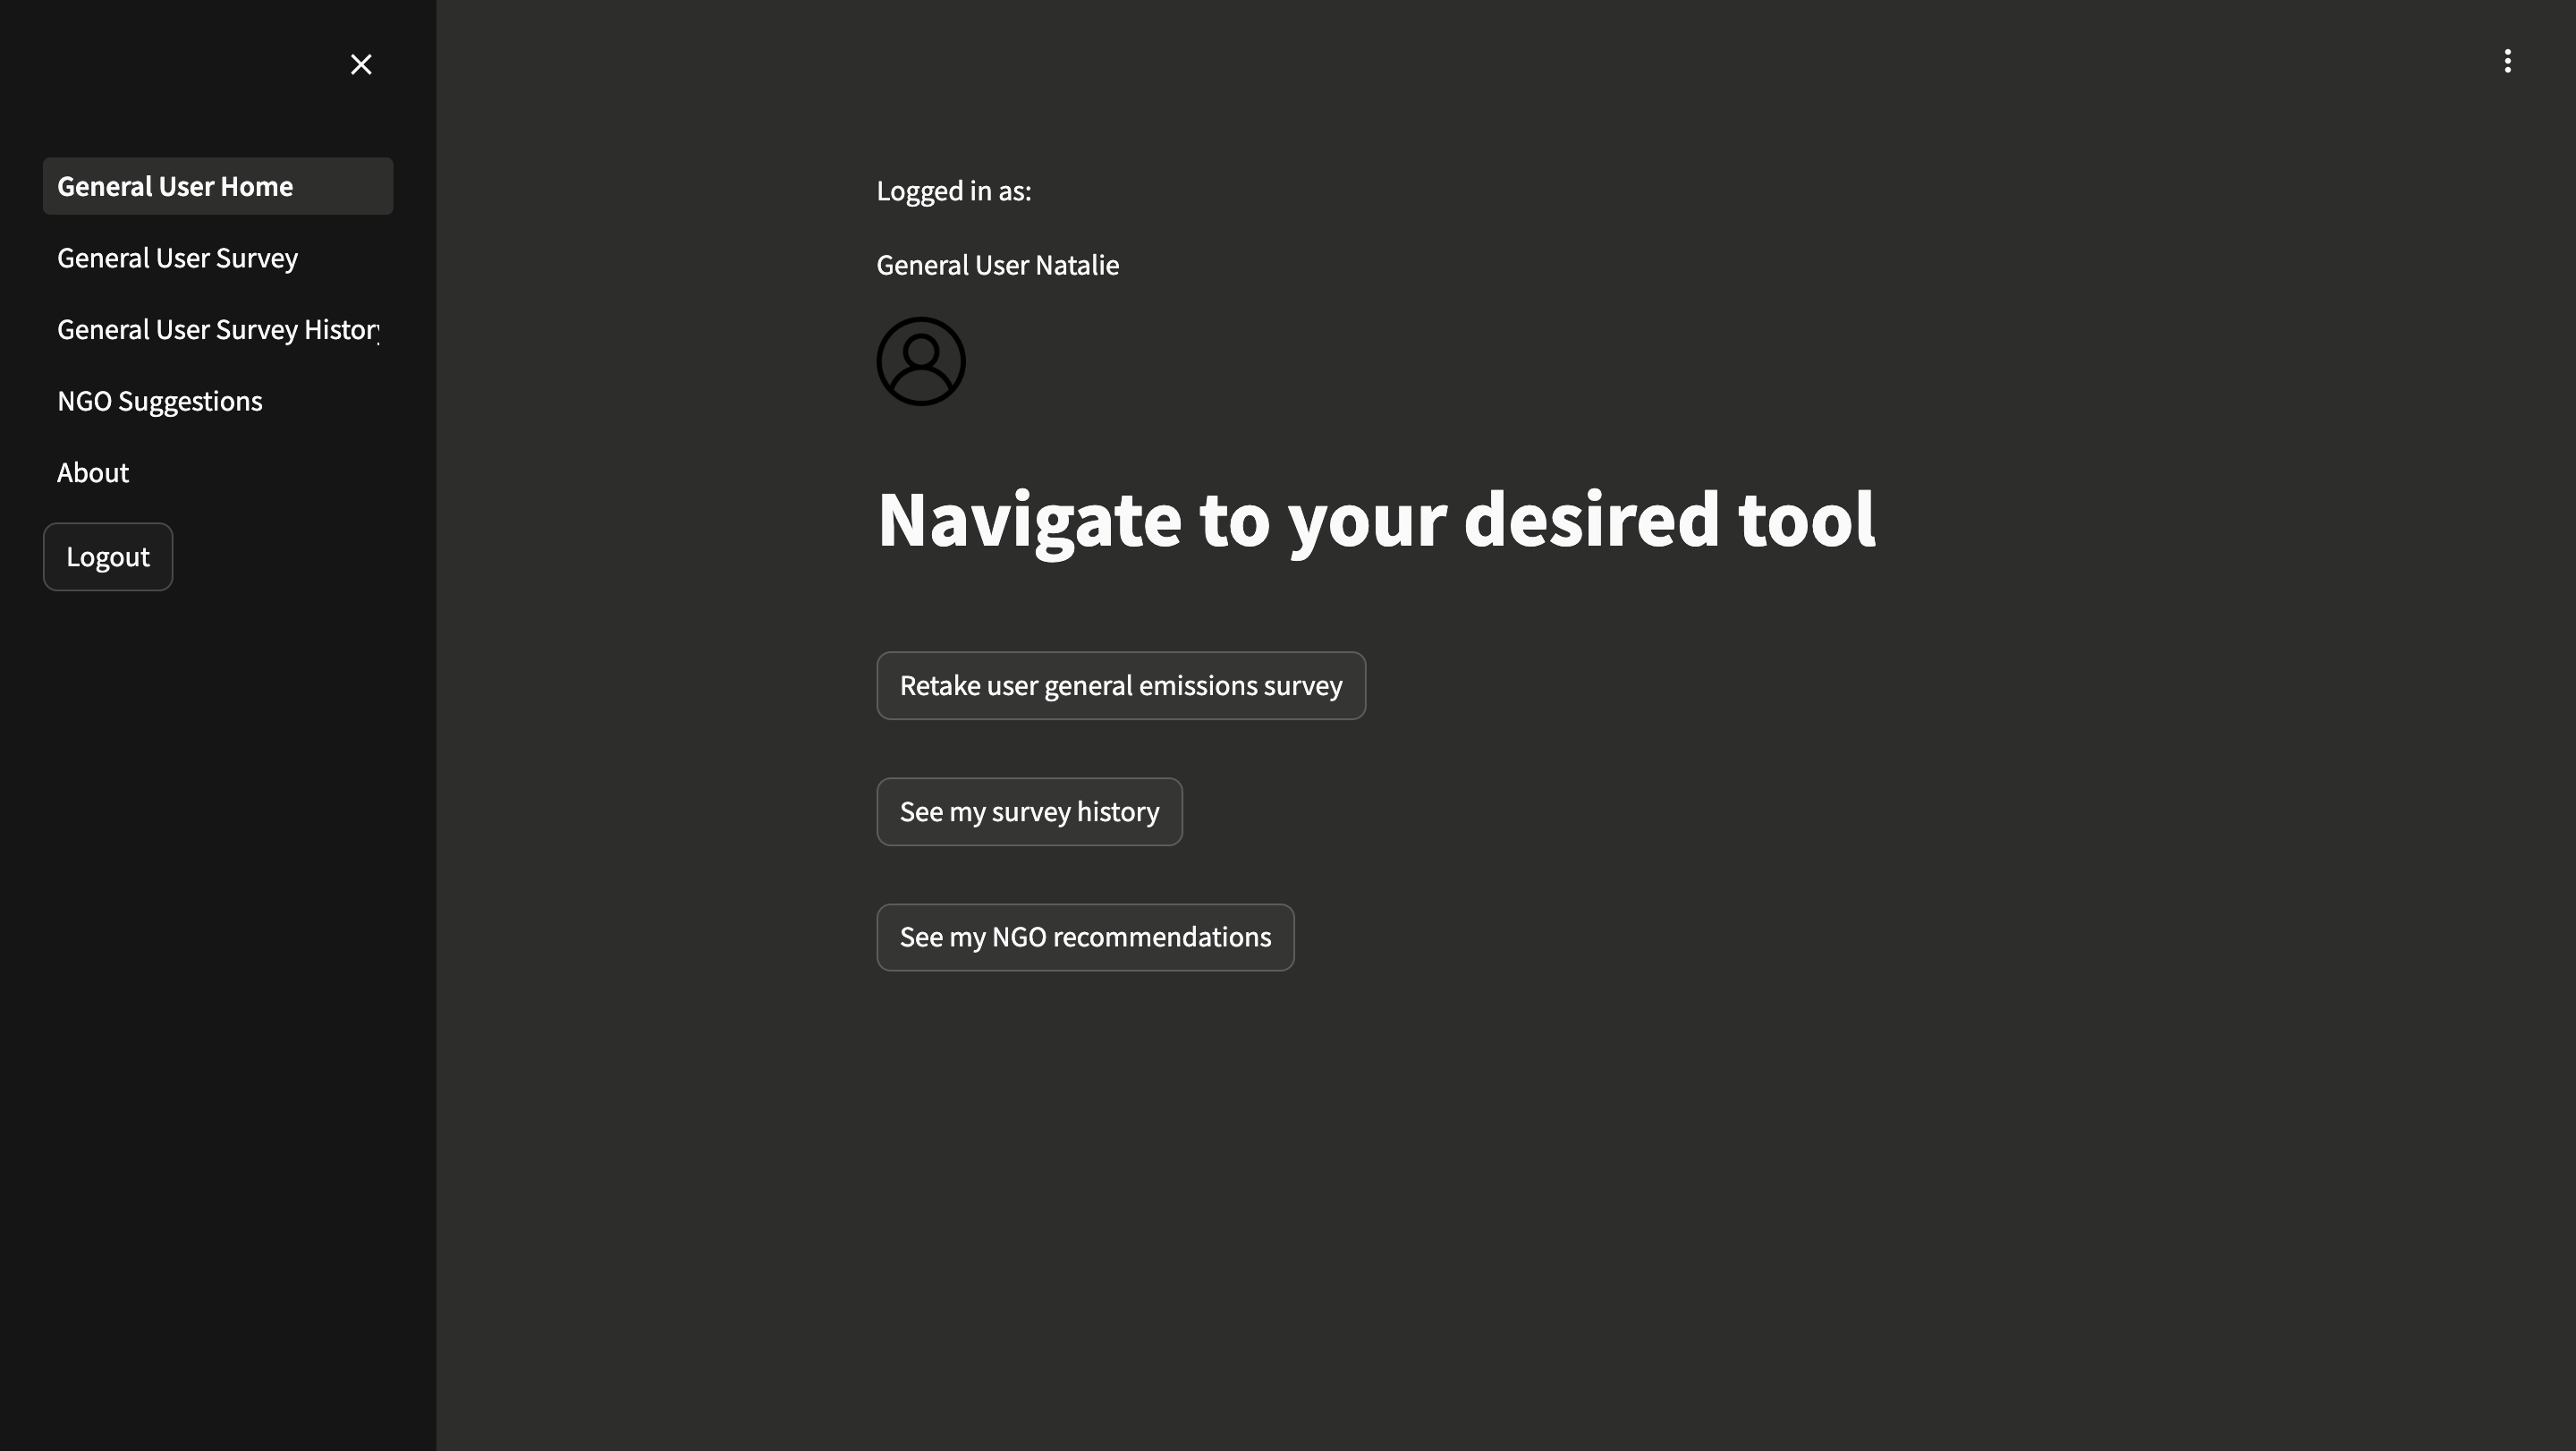 General User Home
General User Survey
General User Survey History
NGO Suggestions
About
Logout
Logged in as:
General User Natalie
Navigate to your desired tool
Retake user general emissions survey
See my survey history
See my NGO recommendations